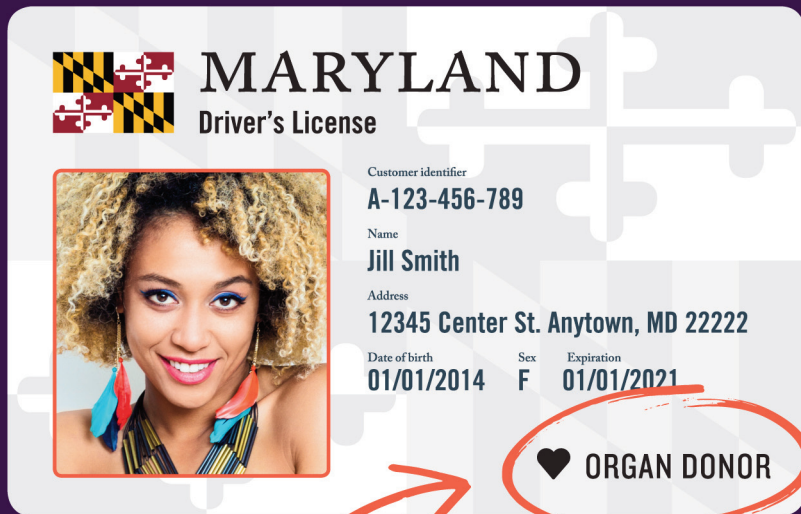 MARYLAND
Driver's License
Customer identifier
A-123-456-789
Name
Jill Smith
Address
12345 Center St. Anytown, MD 22222
Date of birth Sex Expiration
01/01/2014 F 01/01/2021
ORGAN DONOR